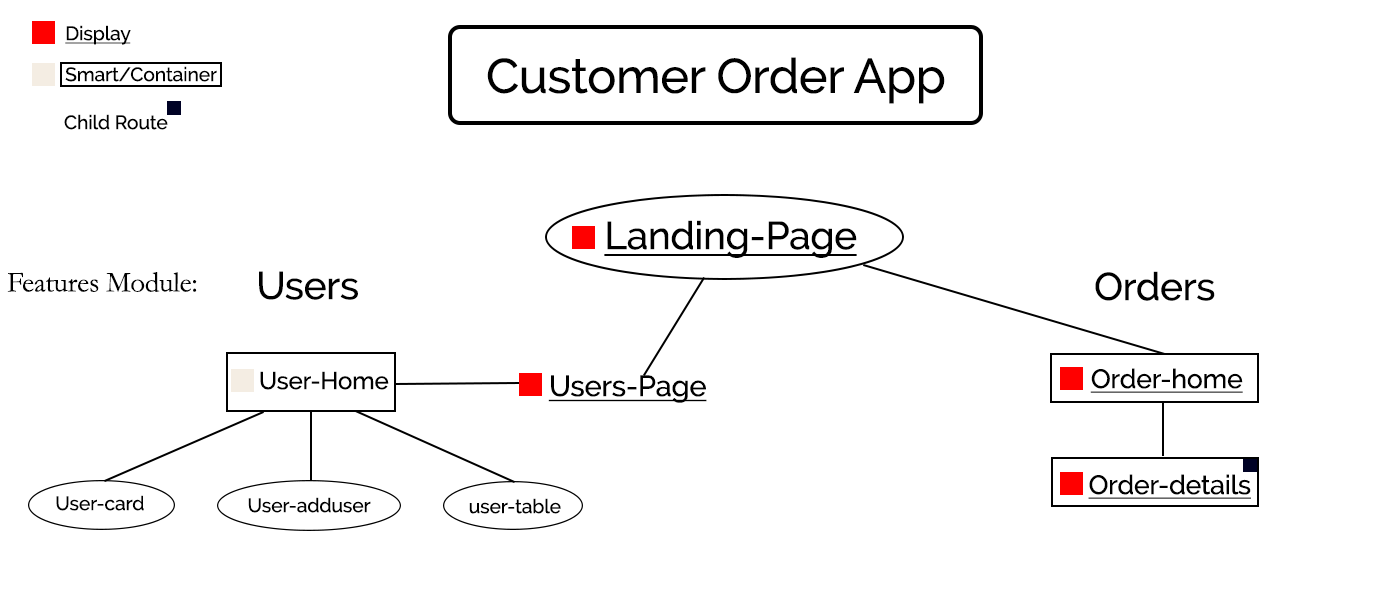 Display
Smart/Container
Child Route
Customer Order App
Landing-Page
Features Module:
Users
Orders
User-Home
Users-Page
Order-home
User-card
User-adduser
user-table
Order-details